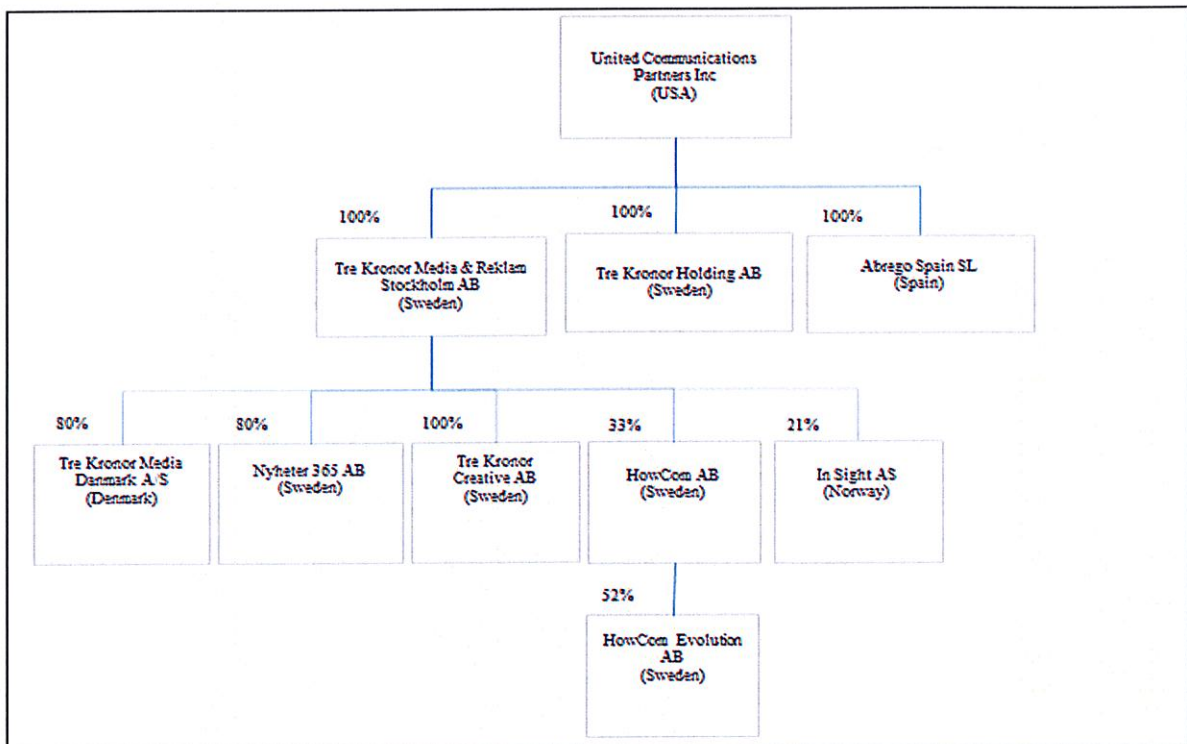 United Communications
Partners Inc
(USA)
100%
100%
100%
Tre Kronor Media & Reklam
Stockholm AB
(Sweden)
Tre Kronor Holding AB
(Sweden)
Abrego Spain SL
(Spain)
80%
80%
100%
33%
21%
Tre Kronor Media
Danmark A/S
(Denmark)
Nyheter 365 AB
(Sweden)
Tre Kronor
Creative AB
(Sweden)
HowCom AB
(Sweden)
In Sight AS
(Norway)
52%
HowCom Evolution
AB
(Sweden)